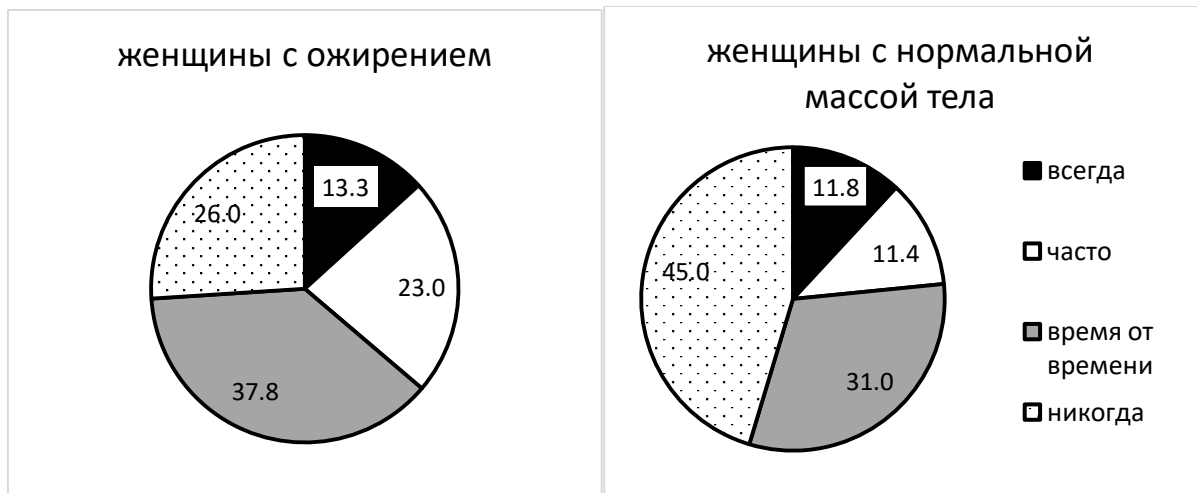 женщины с ожирением
13.3
26.0
23.0
37.8
женщины с нормальной
массой тела
11.8
11.4
45.0
31.0
всегда
часто
время от
времени
никогда